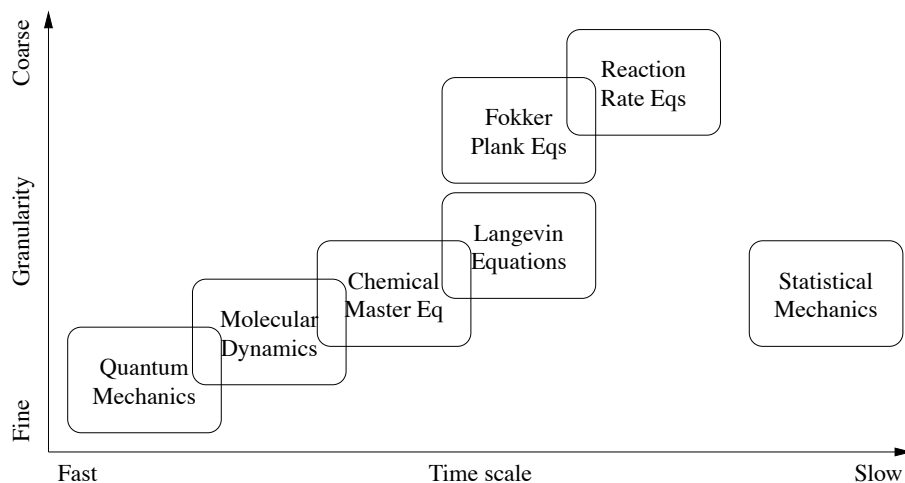 Coarse
Granularity
Fine
Reaction
Rate Eqs
Fokker
Plank Eqs
Langevin
Equations
Chemical
Master Eq
Statistical
Mechanics
Molecular
Dynamics
Quantum
Mechanics
Fast
Time scale
Slow